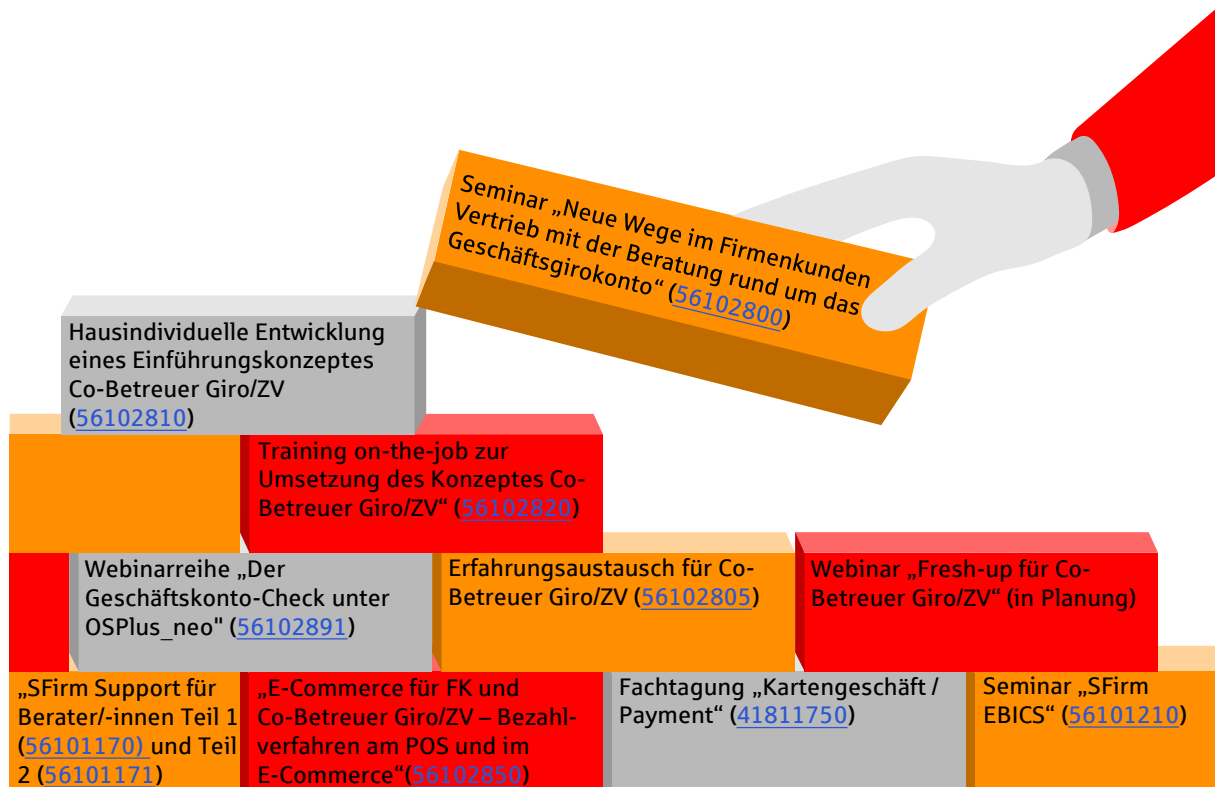 Seminar „Neue Wege im Firmenkunden
Vertrieb mit der Beratung rund um das
Geschäftsgirokonto“ (56102800)
Hausindividuelle Entwicklung
eines Einführungskonzeptes
Co-Betreuer Giro/ZV
(56102810)
Training on-the-job zur
Umsetzung des Konzeptes Co-
Betreuer Giro/ZV“ (56102820)
Webinarreihe „Der
Geschäftskonto-Check unter
OSPlus_neo" (56102891)
Erfahrungsaustausch für Co-
Betreuer Giro/ZV (56102805)
Webinar „Fresh-up für Co-
Betreuer Giro/ZV“ (in Planung)
„SFirm Support für
Berater/-innen Teil 1
(56101170) und Teil
2 (56101171)
„E-Commerce für FK und
Co-Betreuer Giro/ZV – Bezahl-
verfahren am POS und im
E-Commerce“(56102850)
Fachtagung „Kartengeschäft /
Payment“ (41811750)
Seminar „SFirm
EBICS“ (56101210)